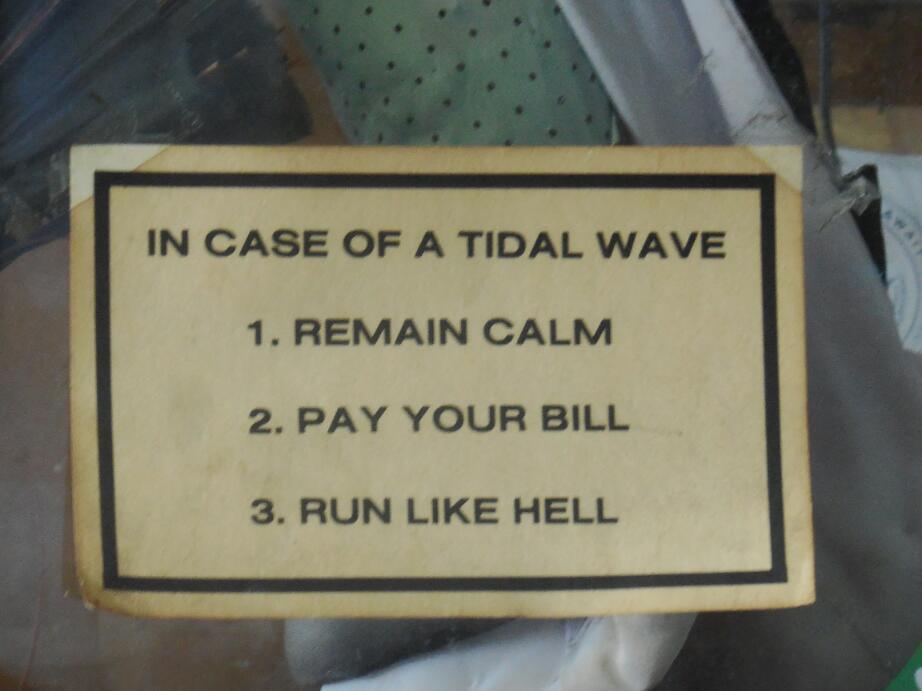 IN CASE OF A TIDAL WAVE
1. REMAIN CALM
2. PAY YOUR BILL
3. RUN LIKE HELL